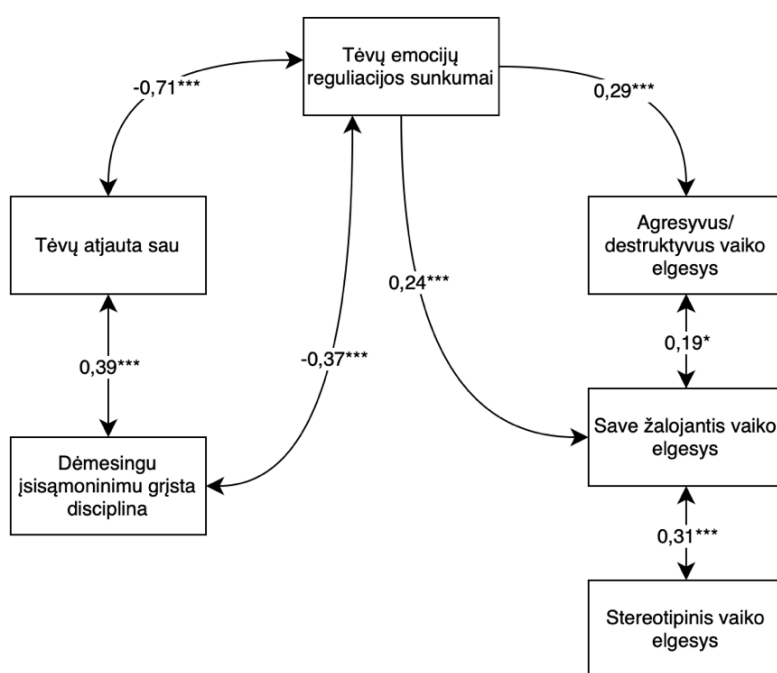 Tėvų emocijų
reguliacijos sunkumai
-0,71***
0,29***
Tėvų atjauta sau
Agresyvus/
destruktyvus vaiko
elgesys
0,24***
0,19*
-0,37***
0,39***
Save žalojantis vaiko
elgesys
Dėmesingu
įsisąmoninimu grįsta
disciplina
0,31***
Stereotipinis vaiko
elgesys